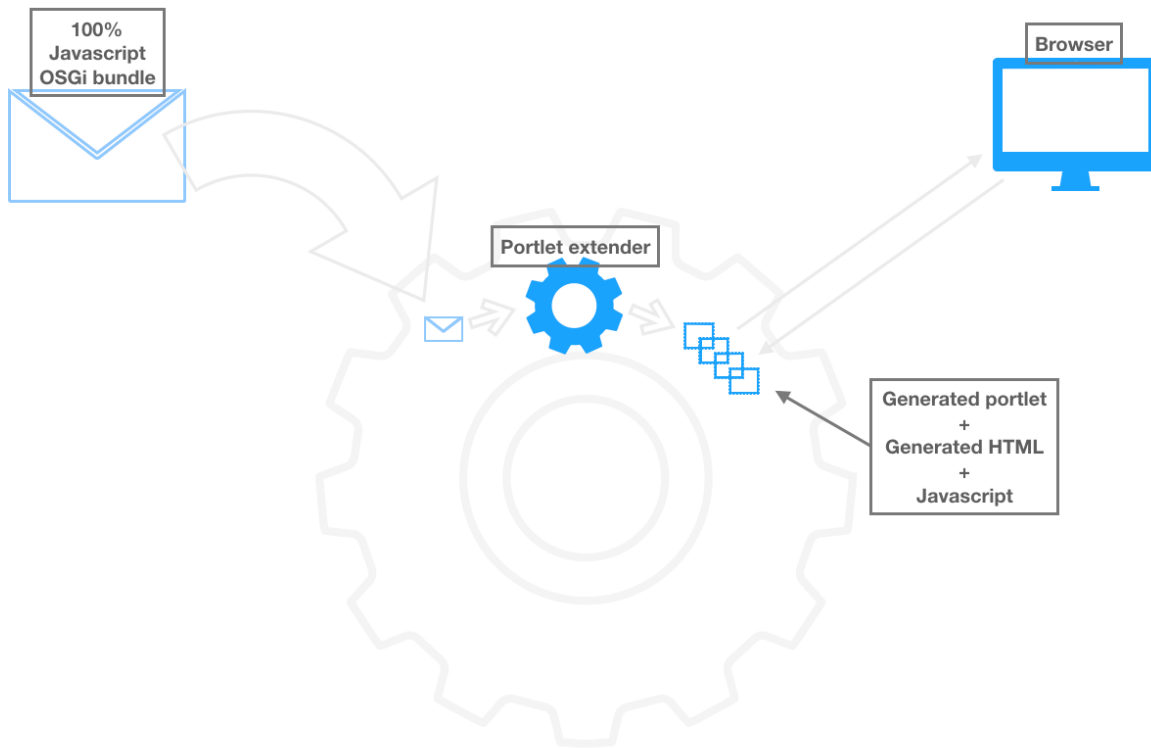 100%
Javascript
OSGi bundle
Browser
Portlet extender
Generated portlet
+
Generated HTML
+
Javascript